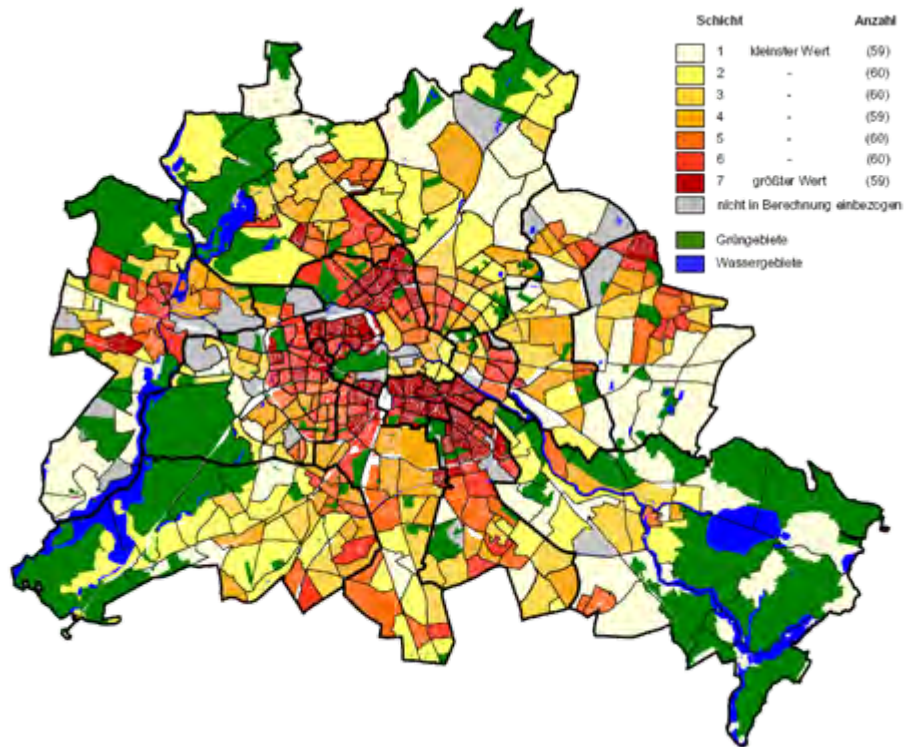 Schicht Anzahl
1 kleinster Wert (59)
2 - (60)
3 - (60)
4 - (59)
5 - (60)
6 - (60)
7 größter Wert (59)
nicht in Berechnung einbezogen
Grüngebiete
Wassergebiete